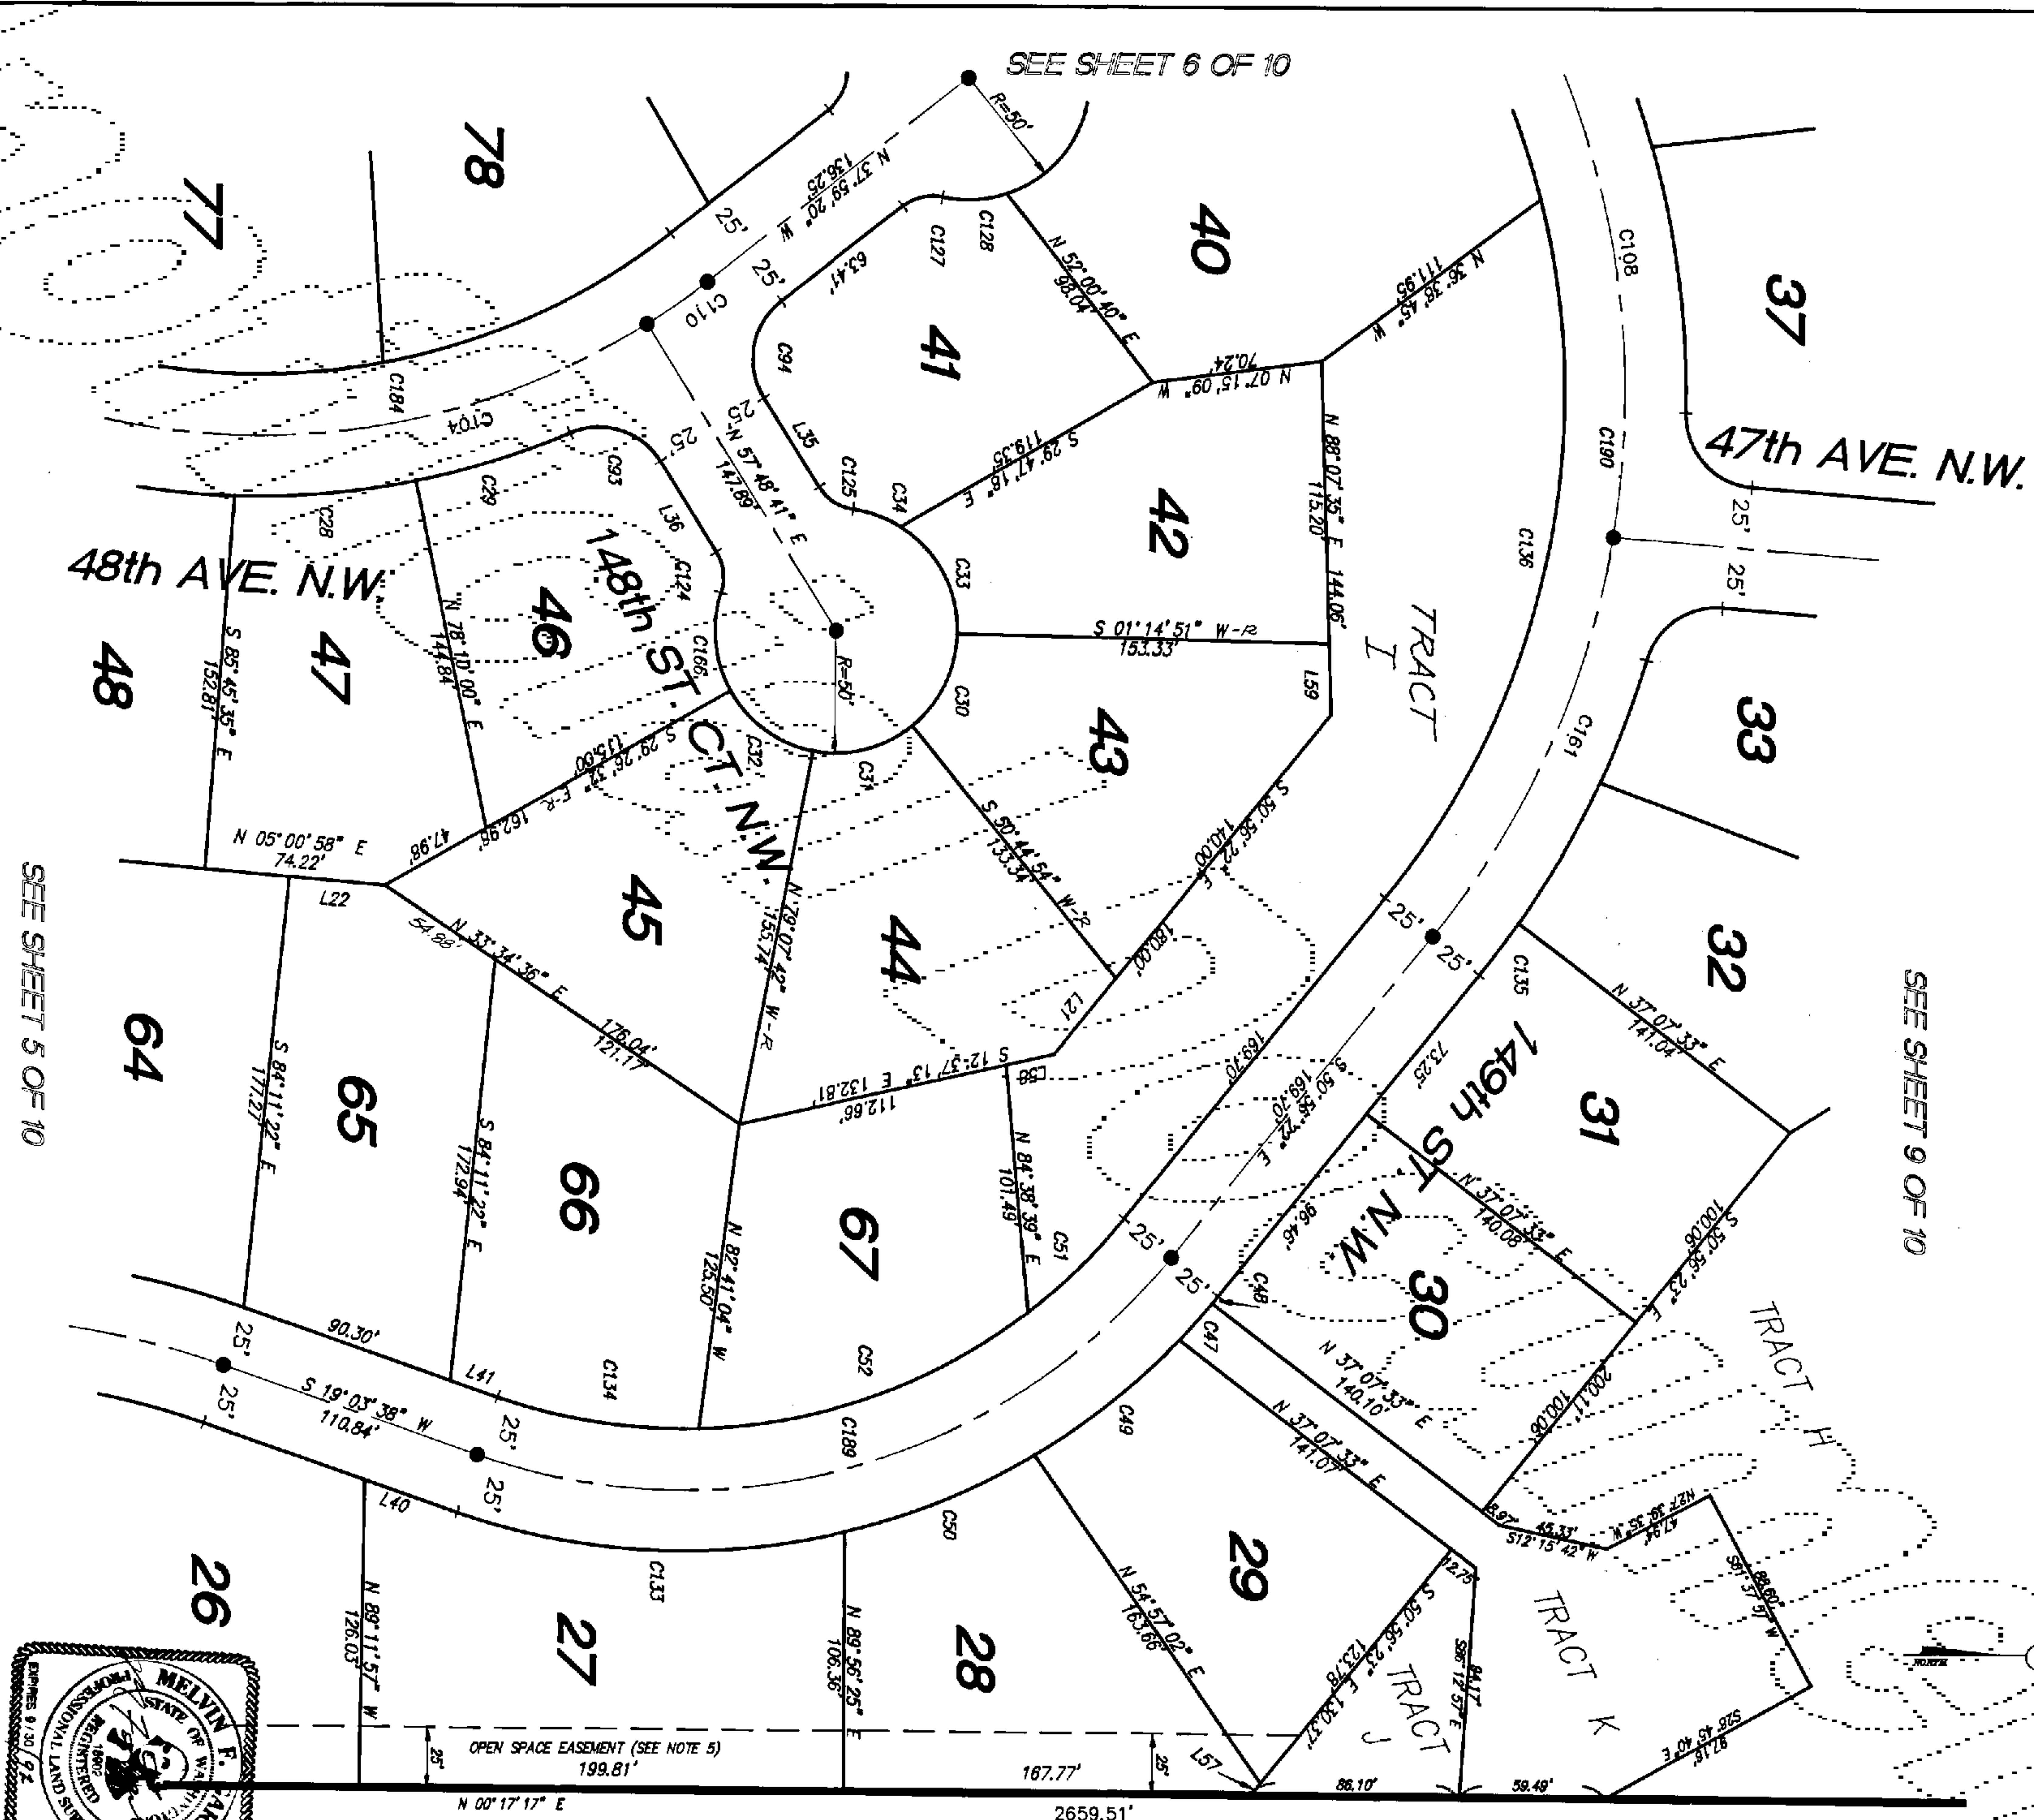 SEE SHEET 6 OF 10
R=50'
N 37°59'20" W
136.25'
25'
25'
C110
63.41'
C127
C128
N 52°00'40" E
98.04'
40
N 36°38'45" W
111.95'
C108
37
47th AVE. N.W.
C190
25'
25'
78
77
C184
C104
41
C94
25'
25'
L35
C125
C34
S 29°47'18" E
119.35'
N 07°15'09" W
70.24'
N 88°07'35" E 144.06'
115.20'
42
C33
C136
TRACT
I
N 57°48'41" E
147.89'
C93
C29
C28
L36
C124
C166
48th AVE. N.W.
148th ST. CT. N.W.
46
47
48
N 78°10'00" E
144.84'
S 85°45'35" E
152.81'
S 01°14'51" W-R
153.33'
L59
R=50'
C30
C31
C32
43
33
C161
S 29°26'32" E-R
115.00'
162.98'
47.98'
N 05°00'58" E
74.22'
L22
S 50°44'54" W-R
133.34'
S 50°56'22" E
140.00'
180.00'
L21
25'
25'
C135
32
SEE SHEET 9 OF 10
SEE SHEET 5 OF 10
45
44
N 79°07'42" W-R
155.74'
N 33°34'36" E
54.88'
176.04'
121.17'
S 12°37'13" E 132.81'
112.66'
L58
N 84°38'39" E
101.49'
169.70'
S 50°56'22" E
169.70'
73.25'
96.46'
149th ST. N.W.
N 37°07'33" E
141.04'
31
N 37°07'33" E
140.08'
S 50°56'23" E
100.06'
200.11'
100.06'
30
64
65
66
67
S 84°11'22" E
177.27'
S 84°11'22" E
172.94'
N 82°41'04" W
125.50'
C51
C52
25'
25'
C48
C47
N 37°07'33" E
140.10'
TRACT H
90.30'
L41
C134
C189
C49
N 37°07'33" E
141.07'
8.97'
45.33'
S12°15'42" W
N27°39'35" W
47.94'
88.60'
S61°37'57" W
25'
25'
S 19°03'38" W
110.84'
25'
25'
L40
C133
C50
29
12.75'
TRACT K
NORTH
26
27
28
N 89°11'57" W
126.03'
N 89°56'25" E
106.36'
N 54°57'02" E
163.66'
S 50°56'23" E 130.37'
123.78'
TRACT
J
84.17'
S28°45'40" E
97.16'
25'
OPEN SPACE EASEMENT (SEE NOTE 5)
199.81'
167.77'
25'
L57
86.10'
59.49'
N 00°17'17" E
2659.51'
MELVIN F.
STATE OF WASHINGTON
REGISTERED
PROFESSIONAL LAND
EXPIRES 9/30/92